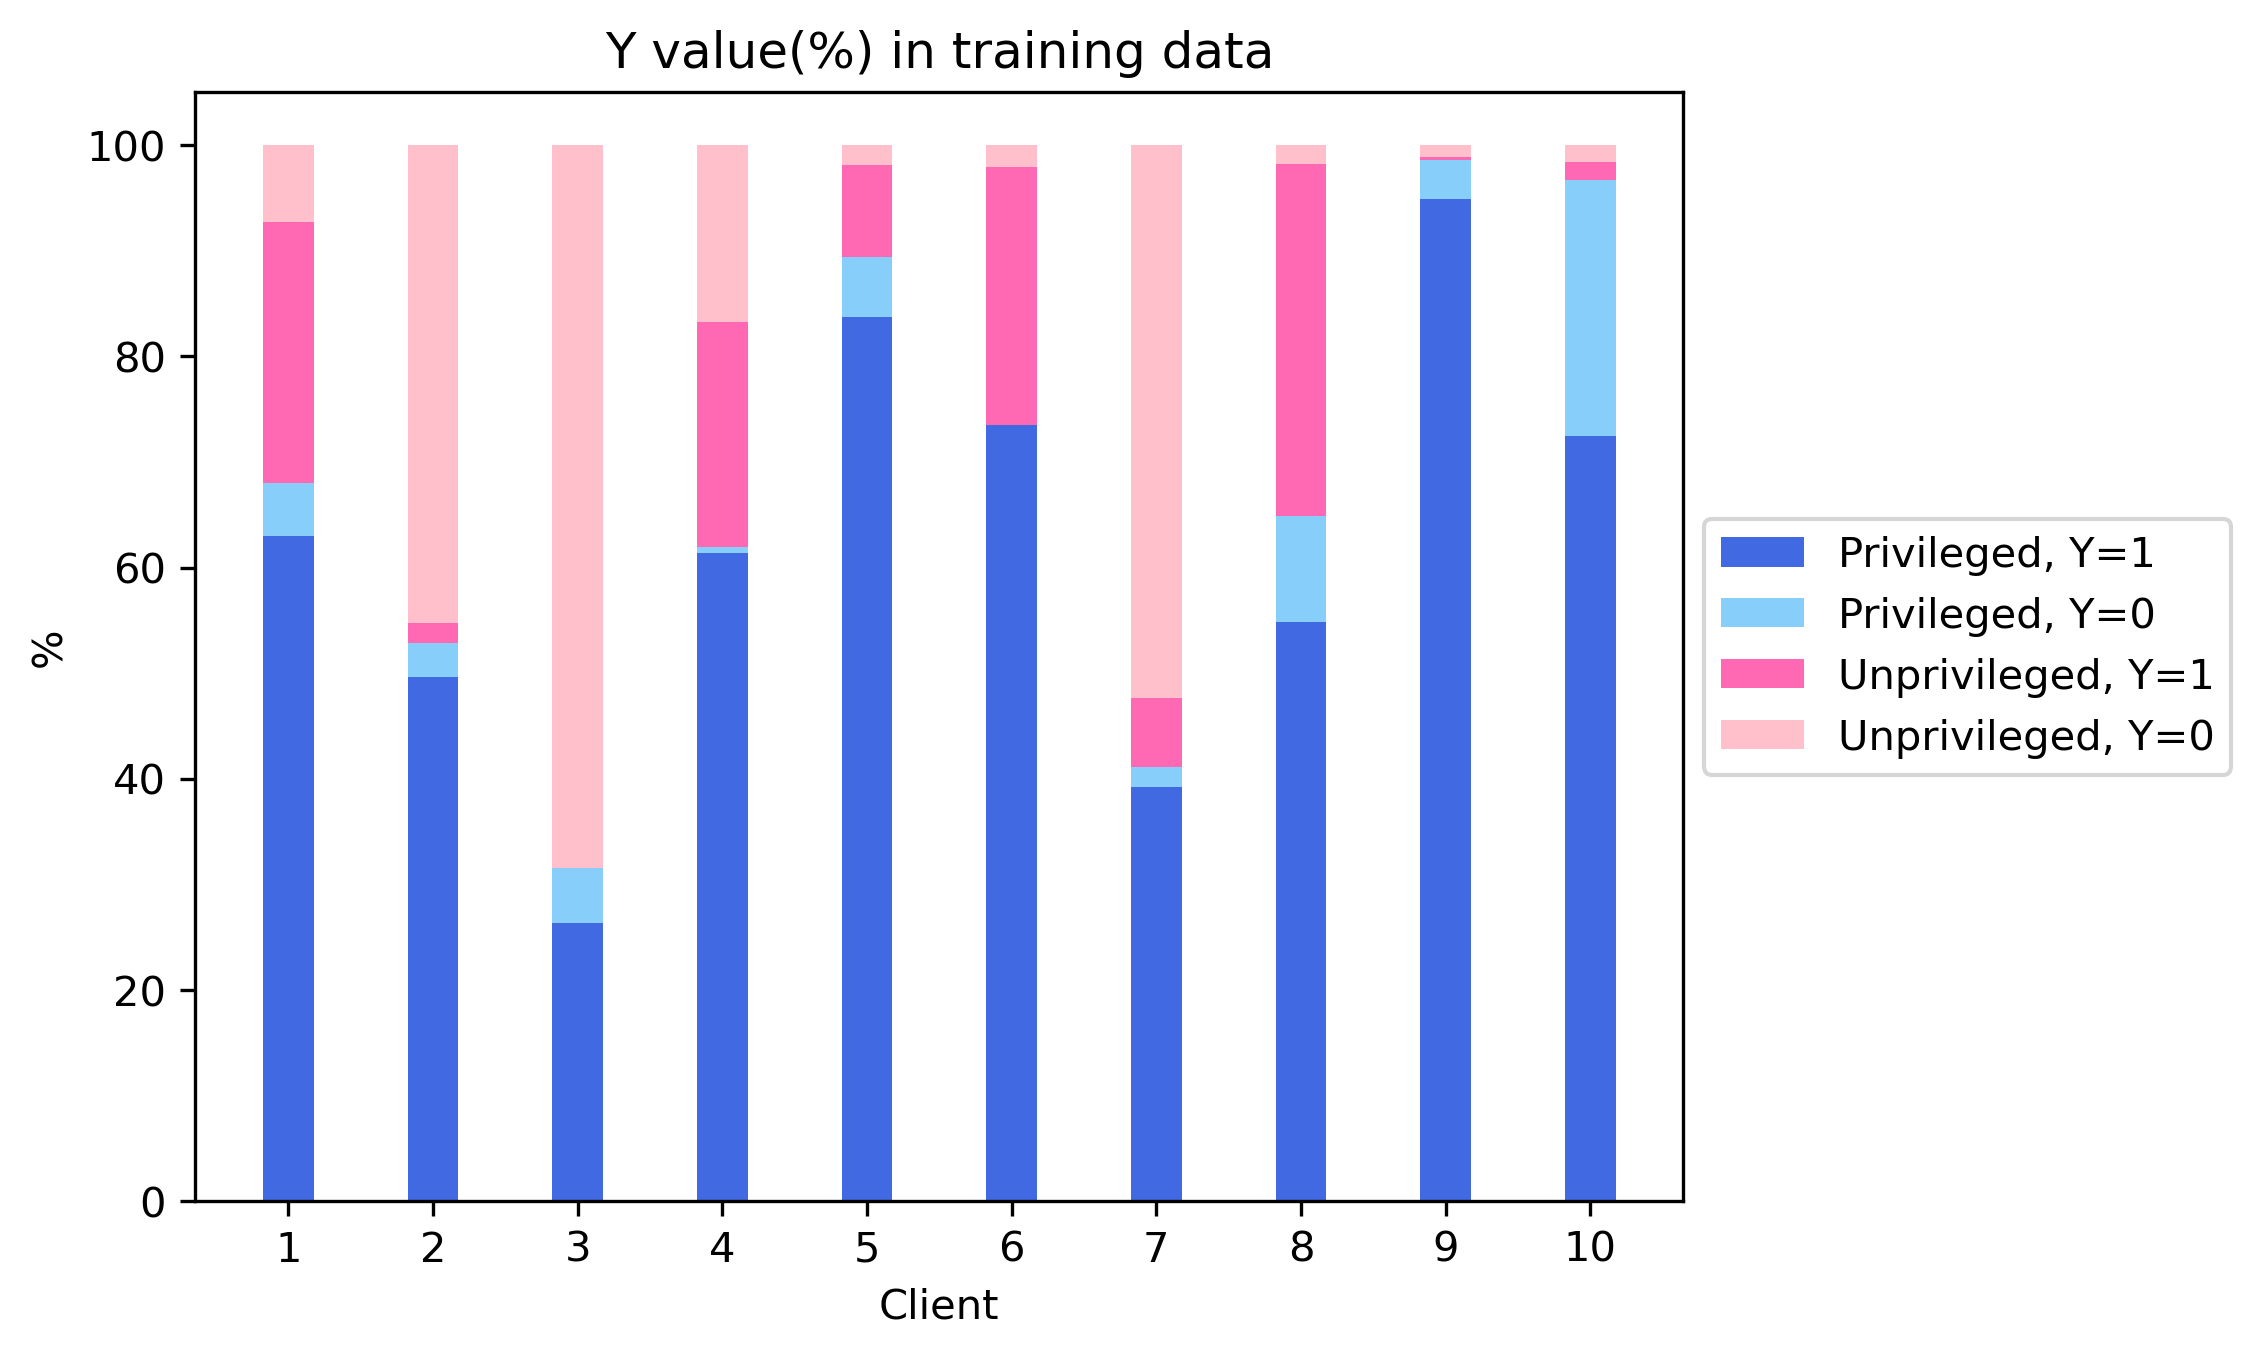 Y value(%) in training data
100
80
60
40
20
0
%
1 2 3 4 5 6 7 8 9 10
Client
Privileged, Y=1
Privileged, Y=0
Unprivileged, Y=1
Unprivileged, Y=0